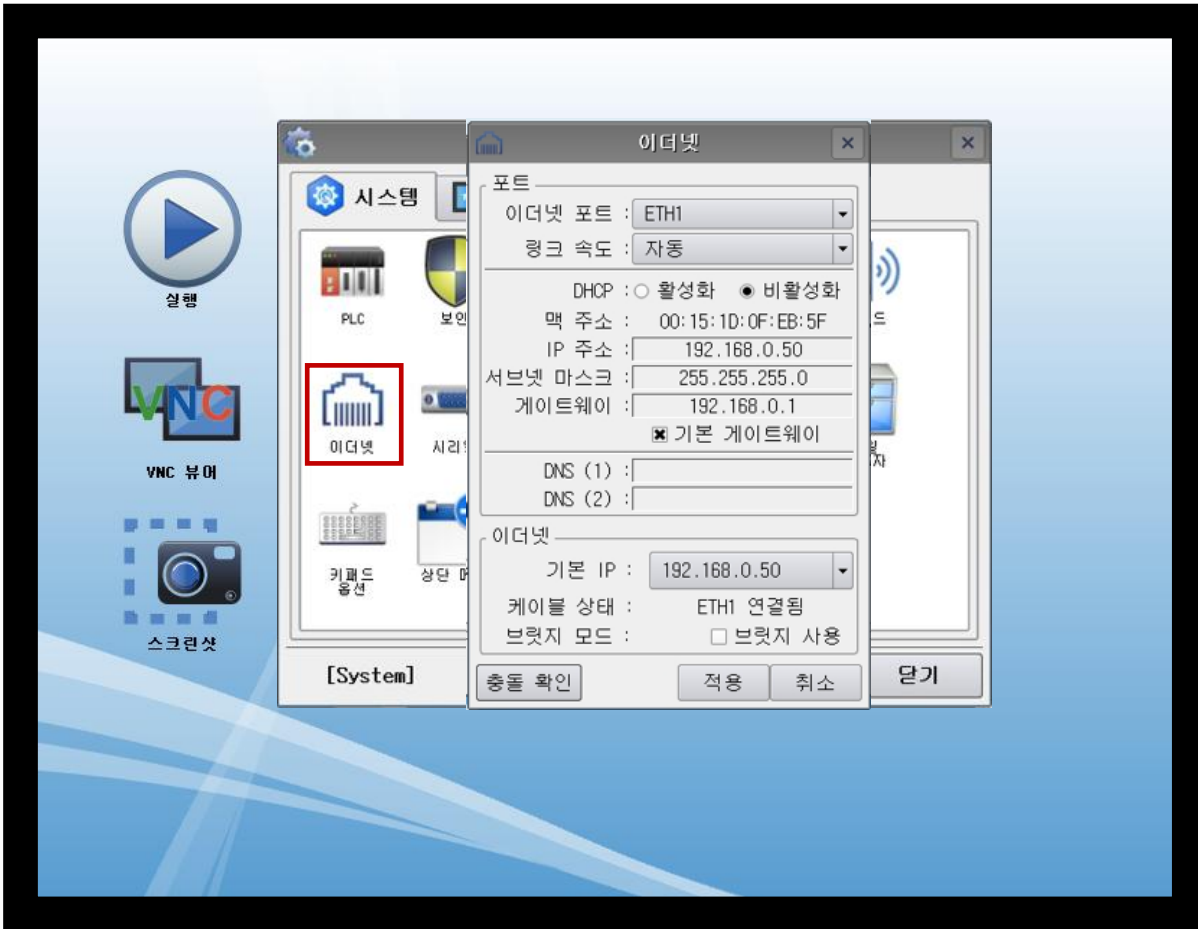 이더넷
시스템
포트
이더넷 포트 : ETH1
링크 속도 : 자동
DHCP : 활성화 비활성화
맥 주소 : 00:15:1D:0F:EB:5F
IP 주소 : 192.168.0.50
서브넷 마스크 : 255.255.255.0
게이트웨이 : 192.168.0.1
기본 게이트웨이
DNS (1) :
DNS (2) :
이더넷
기본 IP : 192.168.0.50
케이블 상태 : ETH1 연결됨
브릿지 모드 : 브릿지 사용
충돌 확인 적용 취소
실행
VNC
VNC 뷰어
스크린샷
PLC
이더넷
키패드
옵션
상단
[System] 닫기